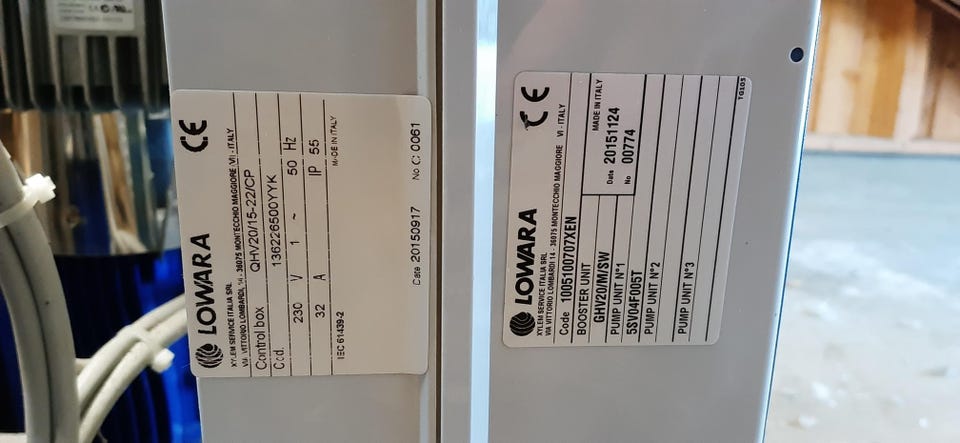 LOWARA
XYLEM SERVICE ITALIA SRL
VIA VITTORIO LOMBARDI, 14 - 36075 MONTECCHIO MAGGIORE (VI) - ITALY
CE
Control box QHV20/15-22/CP
Cod. 136226500YYK
230 V 1 ~ 50 Hz
32 A IP 55
IEC 61439-2
MADE IN ITALY
Date 20150917 No C: 0061
LOWARA
XYLEM SERVICE ITALIA SRL
VIA VITTORIO LOMBARDI 14 - 36075 MONTECCHIO MAGGIORE VI - ITALY
CE
Code 1005100707XEN
BOOSTER UNIT MADE IN ITALY
GHV20/M/SW
Date 20151124
No 00774
PUMP UNIT N°1
5SV04F005T
PUMP UNIT N°2
PUMP UNIT N°3
TG103